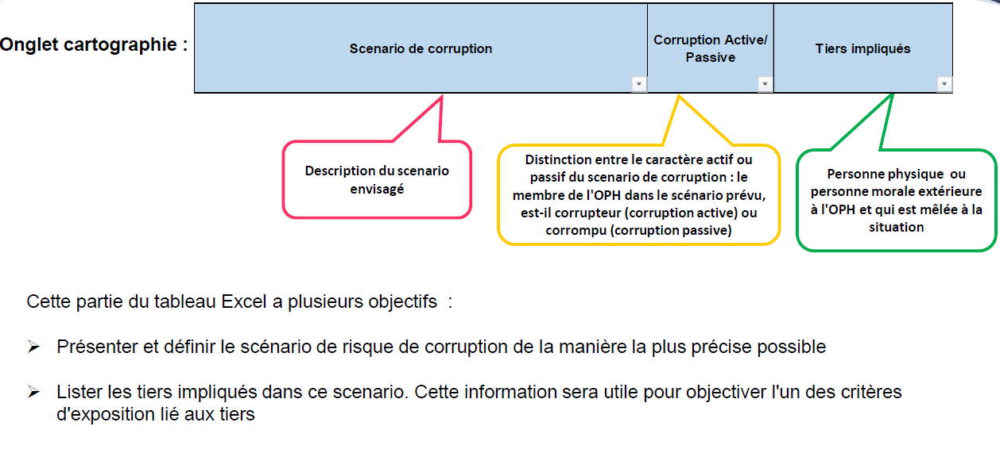 Onglet cartographie :
Scenario de corruption
Corruption Active/
Passive
Tiers impliqués
Description du scenario
envisagé
Distinction entre le caractère actif ou
passif du scenario de corruption : le
membre de l'OPH dans le scénario prévu,
est-il corrupteur (corruption active) ou
corrompu (corruption passive)
Personne physique ou
personne morale extérieure
à l'OPH et qui est mêlée à la
situation
Cette partie du tableau Excel a plusieurs objectifs :
➢ Présenter et définir le scénario de risque de corruption de la manière la plus précise possible
➢ Lister les tiers impliqués dans ce scenario. Cette information sera utile pour objectiver l'un des critères
d'exposition lié aux tiers